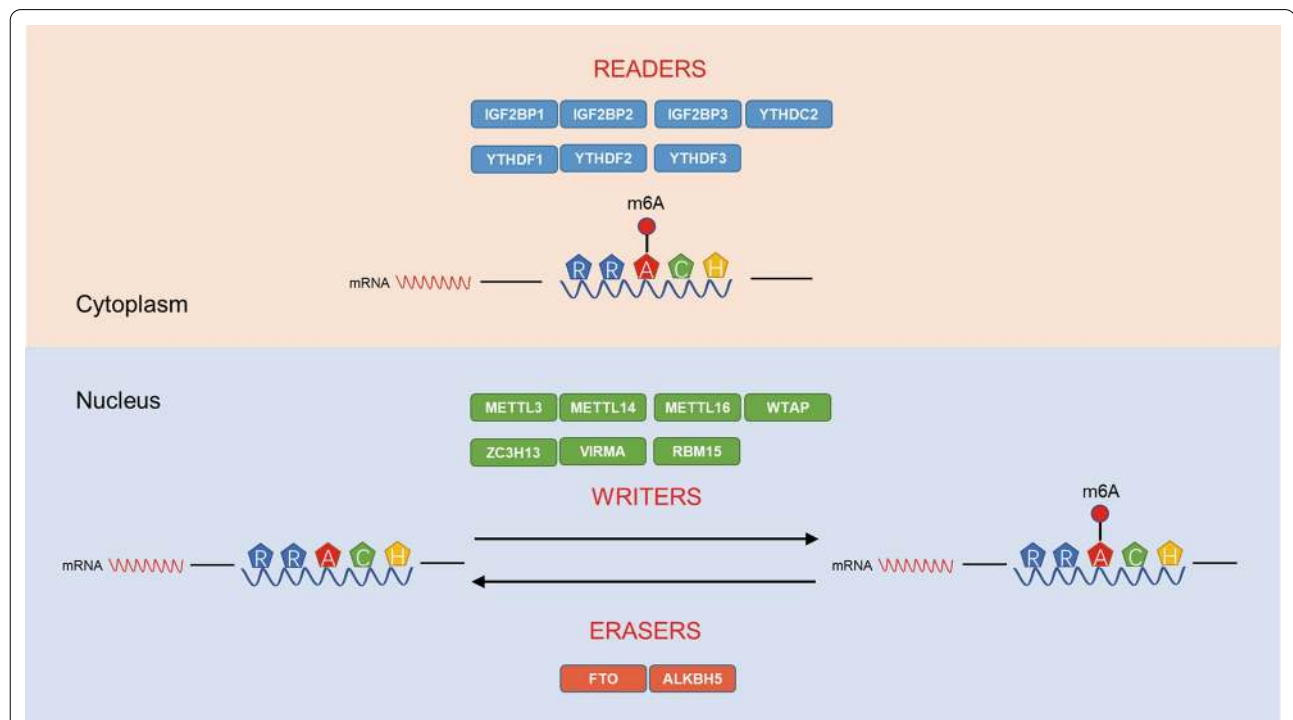 READERS
IGF2BP1 IGF2BP2 IGF2BP3 YTHDC2
YTHDF1 YTHDF2 YTHDF3
m6A
mRNA R R A C H
Cytoplasm
Nucleus
METTL3 METTL14 METTL16 WTAP
ZC3H13 VIRMA RBM15
WRITERS
m6A
mRNA R R A C H
mRNA R R A C H
ERASERS
FTO ALKBH5